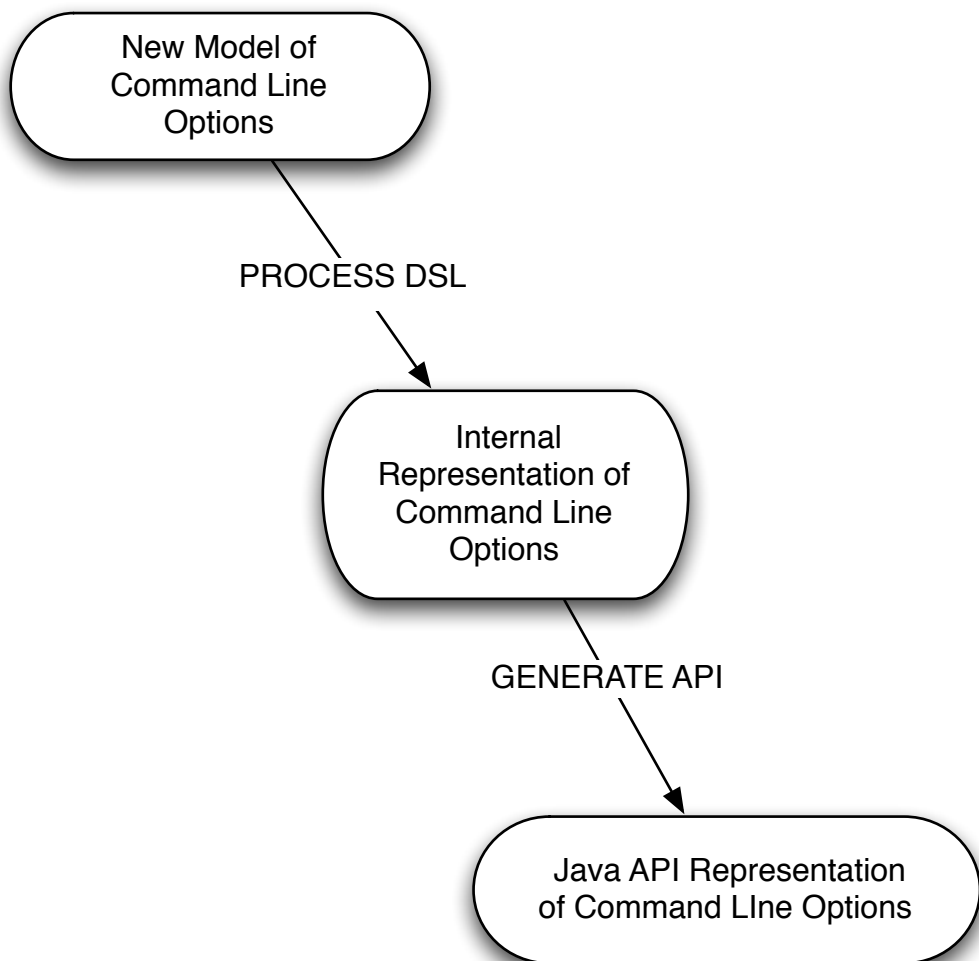 New Model of
Command Line
Options
PROCESS DSL
Internal
Representation of
Command Line
Options
GENERATE API
Java API Representation
of Command LIne Options